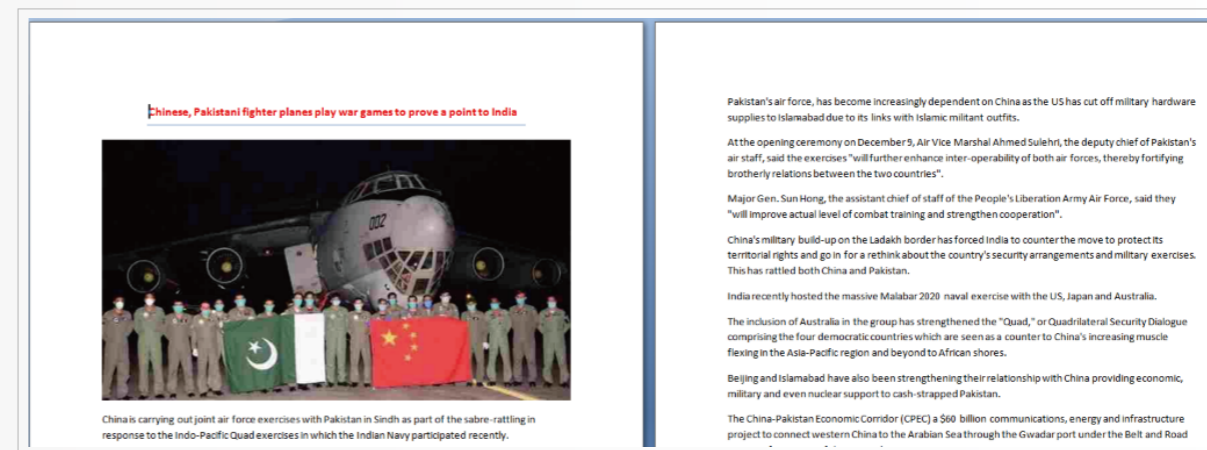 Chinese, Pakistani fighter planes play war games to prove a point to India
002
China is carrying out joint air force exercises with Pakistan in Sindh as part of the sabre-rattling in
response to the Indo-Pacific Quad exercises in which the Indian Navy participated recently.
Pakistan's air force, has become increasingly dependent on China as the US has cut off military hardware
supplies to Islamabad due to its links with Islamic militant outfits.
At the opening ceremony on December 9, Air Vice Marshal Ahmed Sulehri, the deputy chief of Pakistan's
air staff, said the exercises "will further enhance inter-operability of both air forces, thereby fortifying
brotherly relations between the two countries".
Major Gen. Sun Hong, the assistant chief of staff of the People's Liberation Army Air Force, said they
"will improve actual level of combat training and strengthen cooperation".
China's military build-up on the Ladakh border has forced India to counter the move to protect its
territorial rights and go in for a rethink about the country's security arrangements and military exercises.
This has rattled both China and Pakistan.
India recently hosted the massive Malabar 2020 naval exercise with the US, Japan and Australia.
The inclusion of Australia in the group has strengthened the "Quad," or Quadrilateral Security Dialogue
comprising the four democratic countries which are seen as a counter to China's increasing muscle
flexing in the Asia-Pacific region and beyond to African shores.
Beijing and Islamabad have also been strengthening their relationship with China providing economic,
military and even nuclear support to cash-strapped Pakistan.
The China-Pakistan Economic Corridor (CPEC) a $60 billion communications, energy and infrastructure
project to connect western China to the Arabian Sea through the Gwadar port under the Belt and Road